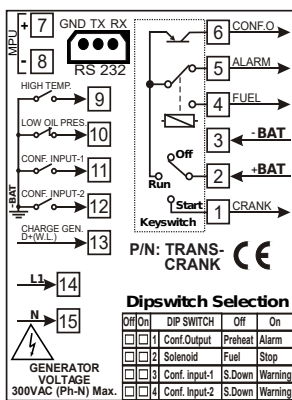 MPU
+ 7
- 8
GND TX RX
RS 232
HIGH TEMP.
9
LOW OIL PRES.
10
CONF. INPUT-1
11
CONF. INPUT-2
12
-BAT
CHARGE GEN.
D+(W.L.)
13
L1
14
N
15
GENERATOR
VOLTAGE
300VAC (Ph-N) Max.
6 CONF.O
5 ALARM
4 FUEL
3 -BAT
2 +BAT
1 CRANK
Off
Run
Start
Keyswitch
P/N: TRANS-
CRANK
CE
Dipswitch Selection
Off On DIP SWITCH Off On
1 Conf.Output Preheat Alarm
2 Solenoid Fuel Stop
3 Conf. input-1 S.Down Warning
4 Conf. Input-2 S.Down Warning